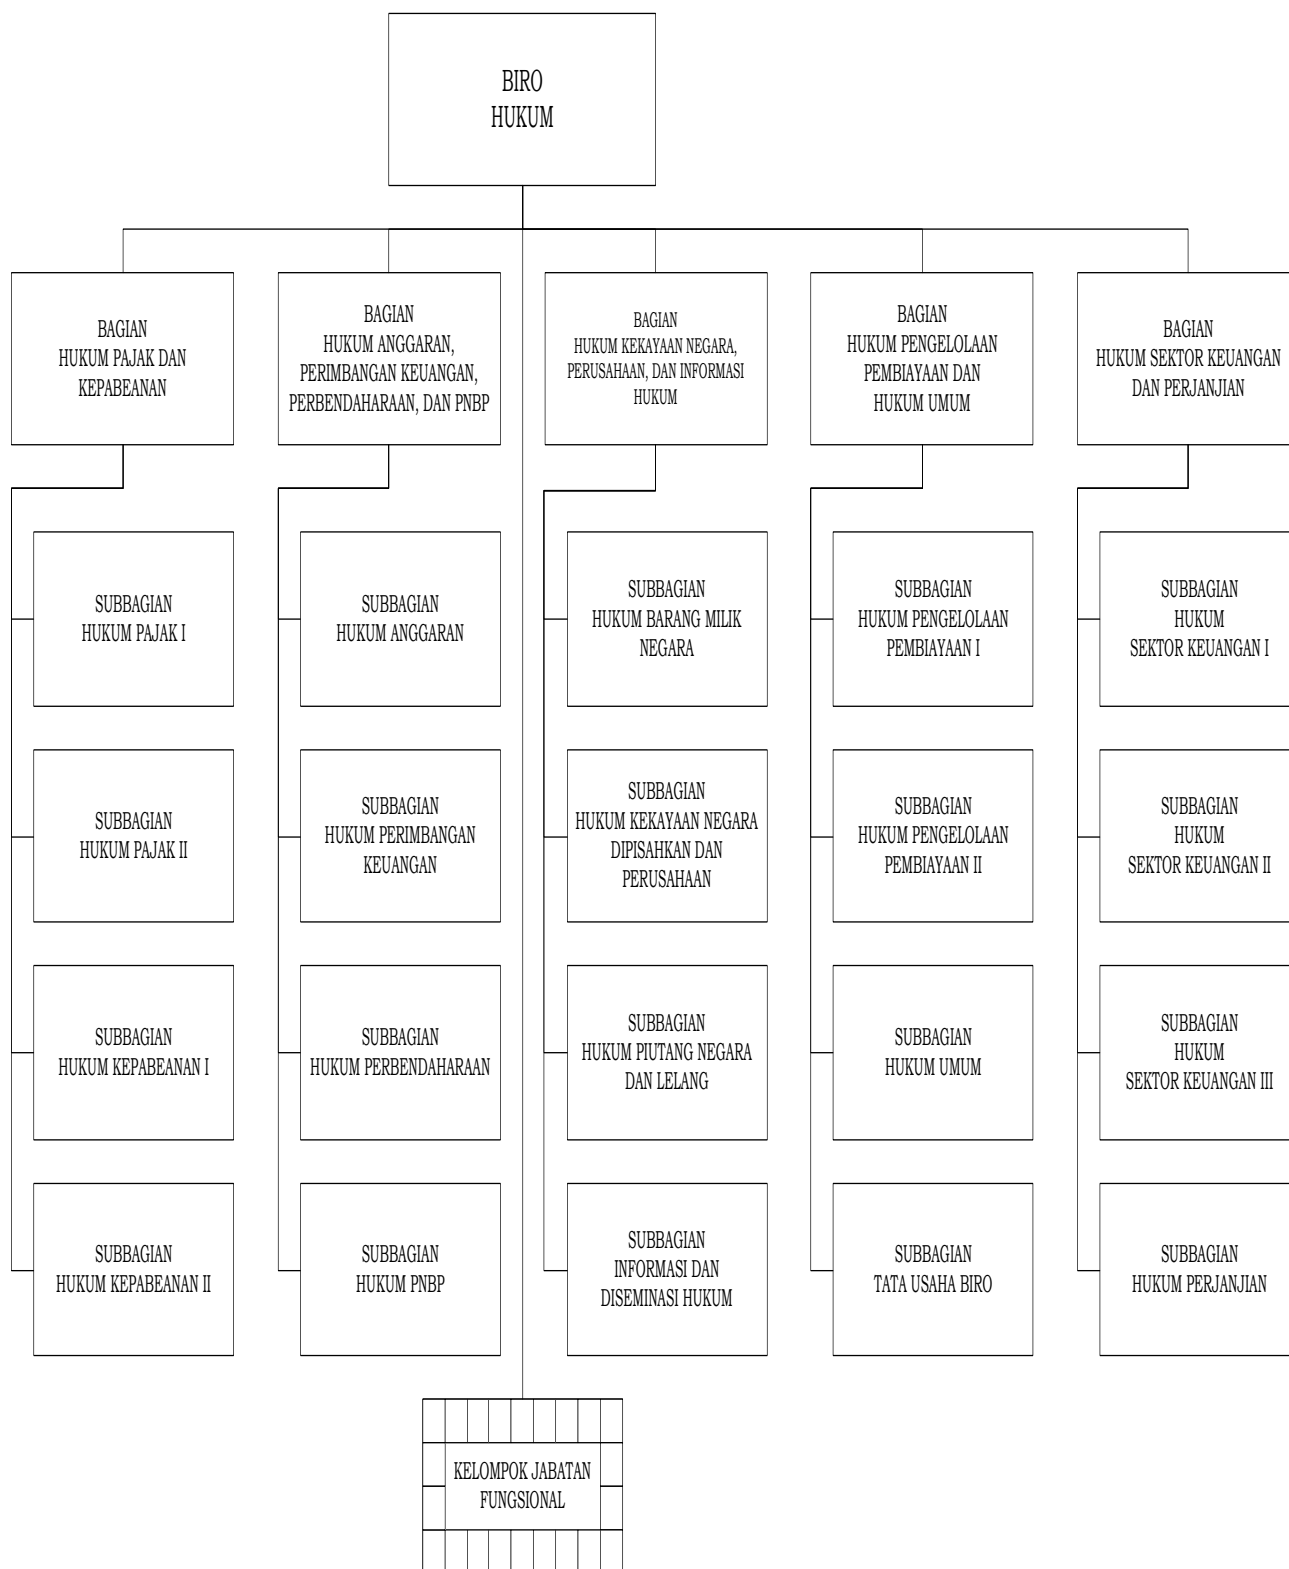 BIRO
HUKUM
BAGIAN
HUKUM PAJAK DAN
KEPABEANAN
BAGIAN
HUKUM ANGGARAN,
PERIMBANGAN KEUANGAN,
PERBENDAHARAAN, DAN PNBP
BAGIAN
HUKUM KEKAYAAN NEGARA,
PERUSAHAAN, DAN INFORMASI
HUKUM
BAGIAN
HUKUM PENGELOLAAN
PEMBIAYAAN DAN
HUKUM UMUM
BAGIAN
HUKUM SEKTOR KEUANGAN
DAN PERJANJIAN
SUBBAGIAN
HUKUM PAJAK I
SUBBAGIAN
HUKUM ANGGARAN
SUBBAGIAN
HUKUM BARANG MILIK
NEGARA
SUBBAGIAN
HUKUM PENGELOLAAN
PEMBIAYAAN I
SUBBAGIAN
HUKUM
SEKTOR KEUANGAN I
SUBBAGIAN
HUKUM PAJAK II
SUBBAGIAN
HUKUM PERIMBANGAN
KEUANGAN
SUBBAGIAN
HUKUM KEKAYAAN NEGARA
DIPISAHKAN DAN
PERUSAHAAN
SUBBAGIAN
HUKUM PENGELOLAAN
PEMBIAYAAN II
SUBBAGIAN
HUKUM
SEKTOR KEUANGAN II
SUBBAGIAN
HUKUM KEPABEANAN I
SUBBAGIAN
HUKUM PERBENDAHARAAN
SUBBAGIAN
HUKUM PIUTANG NEGARA
DAN LELANG
SUBBAGIAN
HUKUM UMUM
SUBBAGIAN
HUKUM
SEKTOR KEUANGAN III
SUBBAGIAN
HUKUM KEPABEANAN II
SUBBAGIAN
HUKUM PNBP
SUBBAGIAN
INFORMASI DAN
DISEMINASI HUKUM
SUBBAGIAN
TATA USAHA BIRO
SUBBAGIAN
HUKUM PERJANJIAN
KELOMPOK JABATAN
FUNGSIONAL